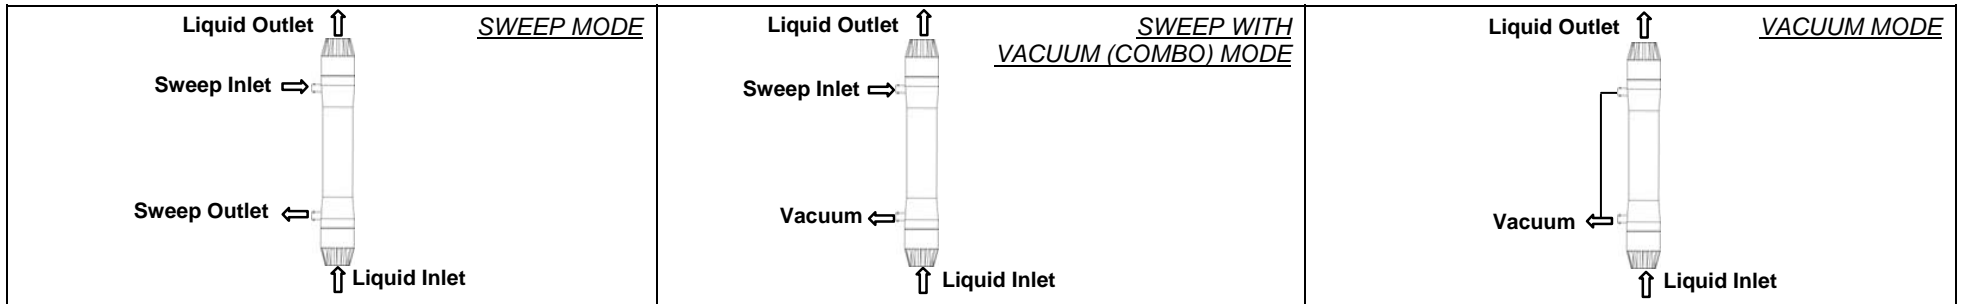 Liquid Outlet
SWEEP MODE
Sweep Inlet
Sweep Outlet
Liquid Inlet
Liquid Outlet
SWEEP WITH
VACUUM (COMBO) MODE
Sweep Inlet
Vacuum
Liquid Inlet
Liquid Outlet
VACUUM MODE
Vacuum
Liquid Inlet